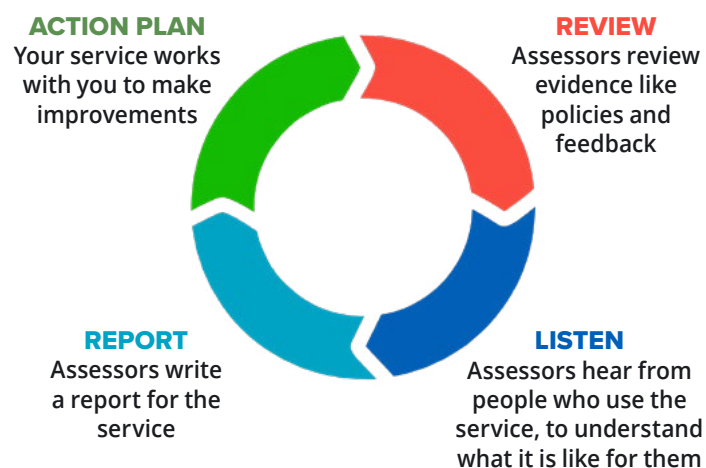 ACTION PLAN
Your service works
with you to make
improvements
REVIEW
Assessors review
evidence like
policies and
feedback
REPORT
Assessors write
a report for the
service
LISTEN
Assessors hear from
people who use the
service, to understand
what it is like for them